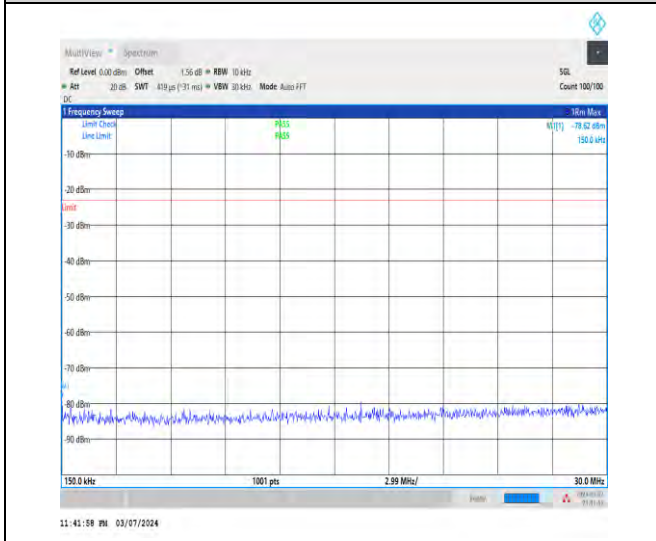 MultiView Spectrum
Ref Level 0.00 dBm Offset 1.56 dB RBW 10 kHz SGL
Att 20 dB SWT 419 µs (~31 ms) VBW 30 kHz Mode Auto FFT Count 100/100
DC
1 Frequency Sweep 1Rm Max
Limit Check PASS M1[1] -78.62 dBm
Line Limit PASS 150.0 kHz
-10 dBm
-20 dBm
Limit
-30 dBm
-40 dBm
-50 dBm
-60 dBm
-70 dBm
-80 dBm
-90 dBm
150.0 kHz 1001 pts 2.99 MHz/ 30.0 MHz
11:41:58 PM 03/07/2024